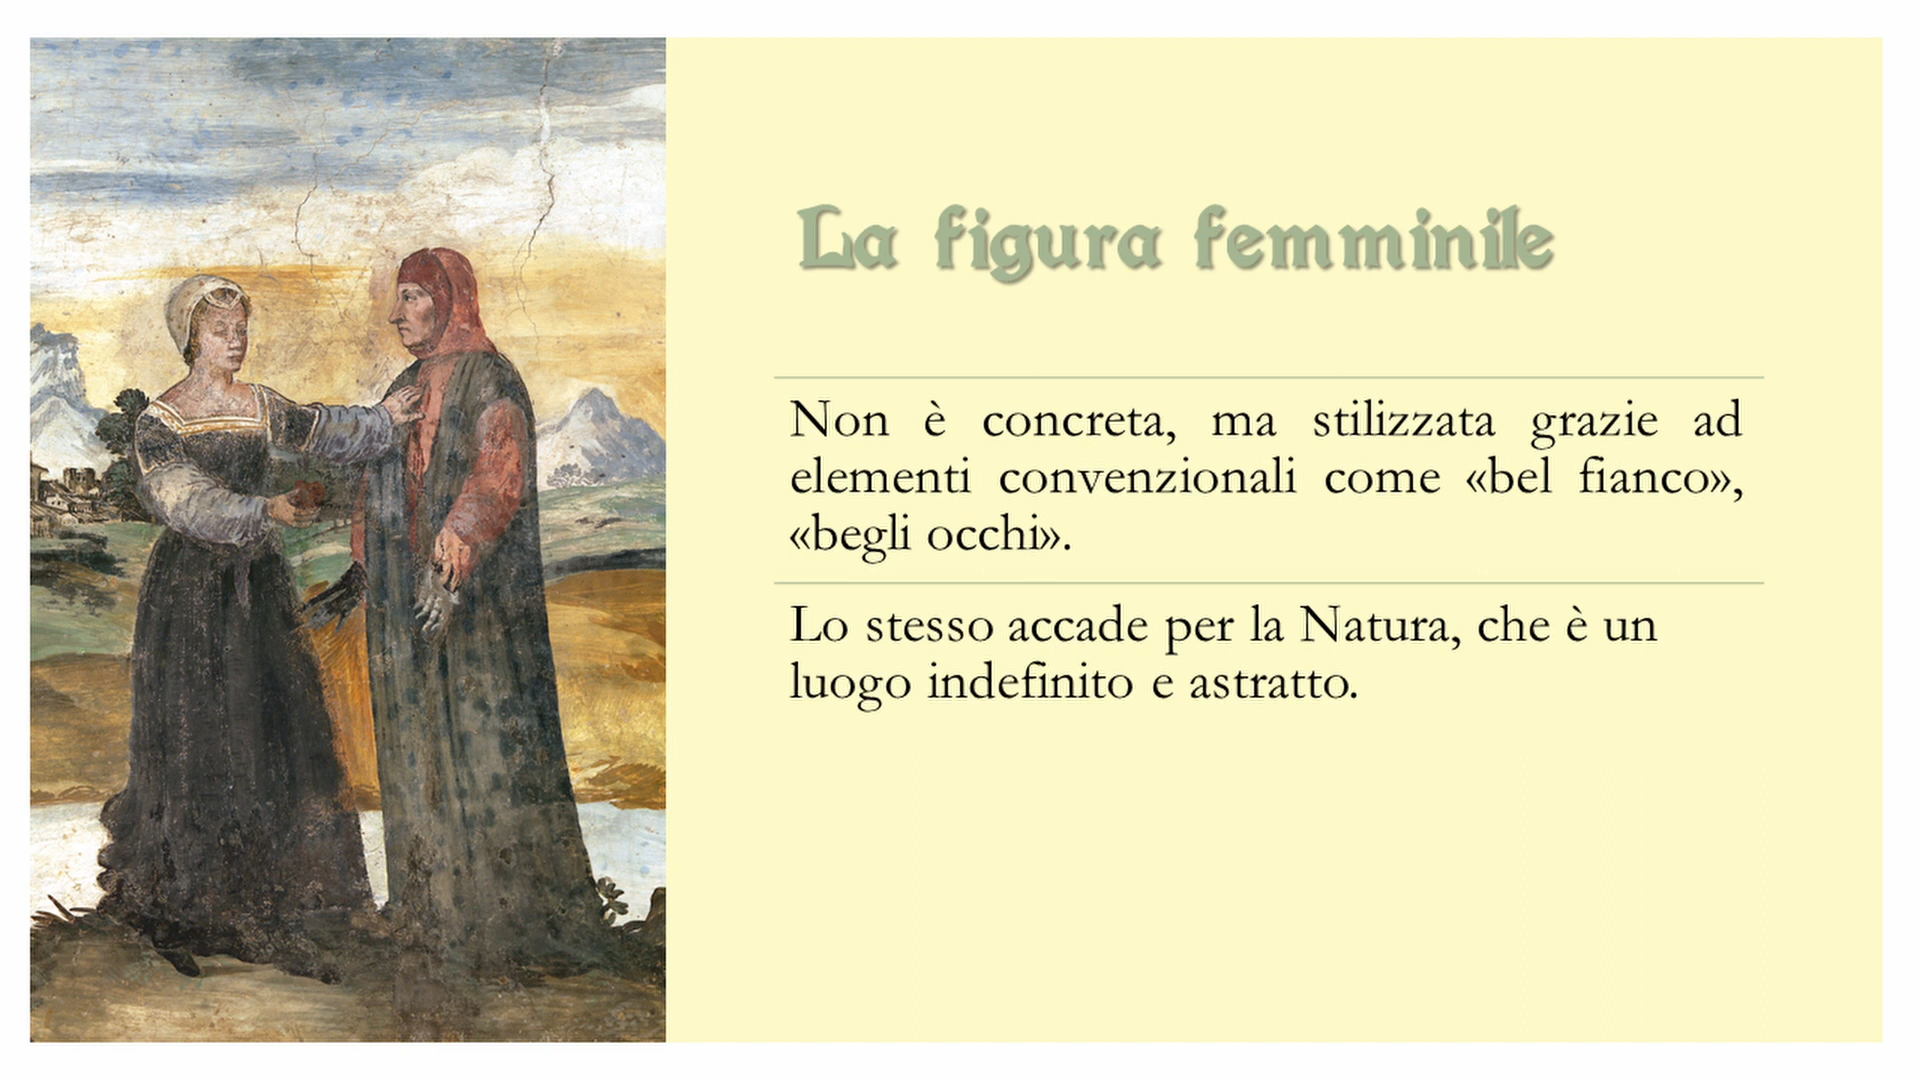 La figura femminile
Non è concreta, ma stilizzata grazie ad
elementi convenzionali come «bel fianco»,
«begli occhi».
Lo stesso accade per la Natura, che è un
luogo indefinito e astratto.